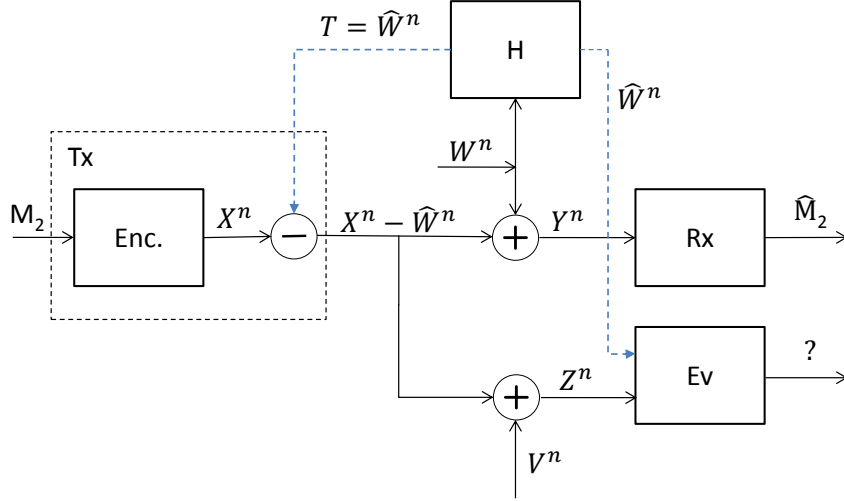 T = Ŵⁿ
H
Ŵⁿ
Wⁿ
Tx
M₂
Enc.
Xⁿ
−
Xⁿ − Ŵⁿ
+
Yⁿ
Rx
M̂₂
+
Zⁿ
Ev
?
Vⁿ